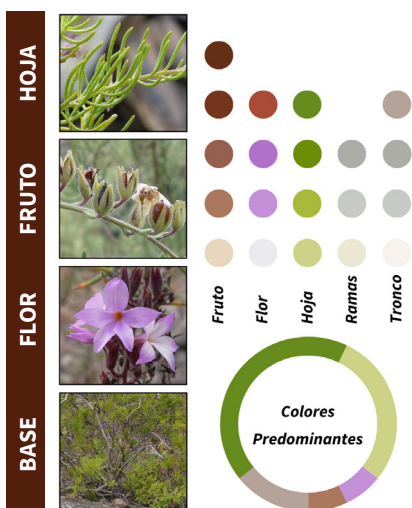 HOJA
FRUTO
FLOR
BASE
Fruto
Flor
Hoja
Ramas
Tronco
Colores
Predominantes